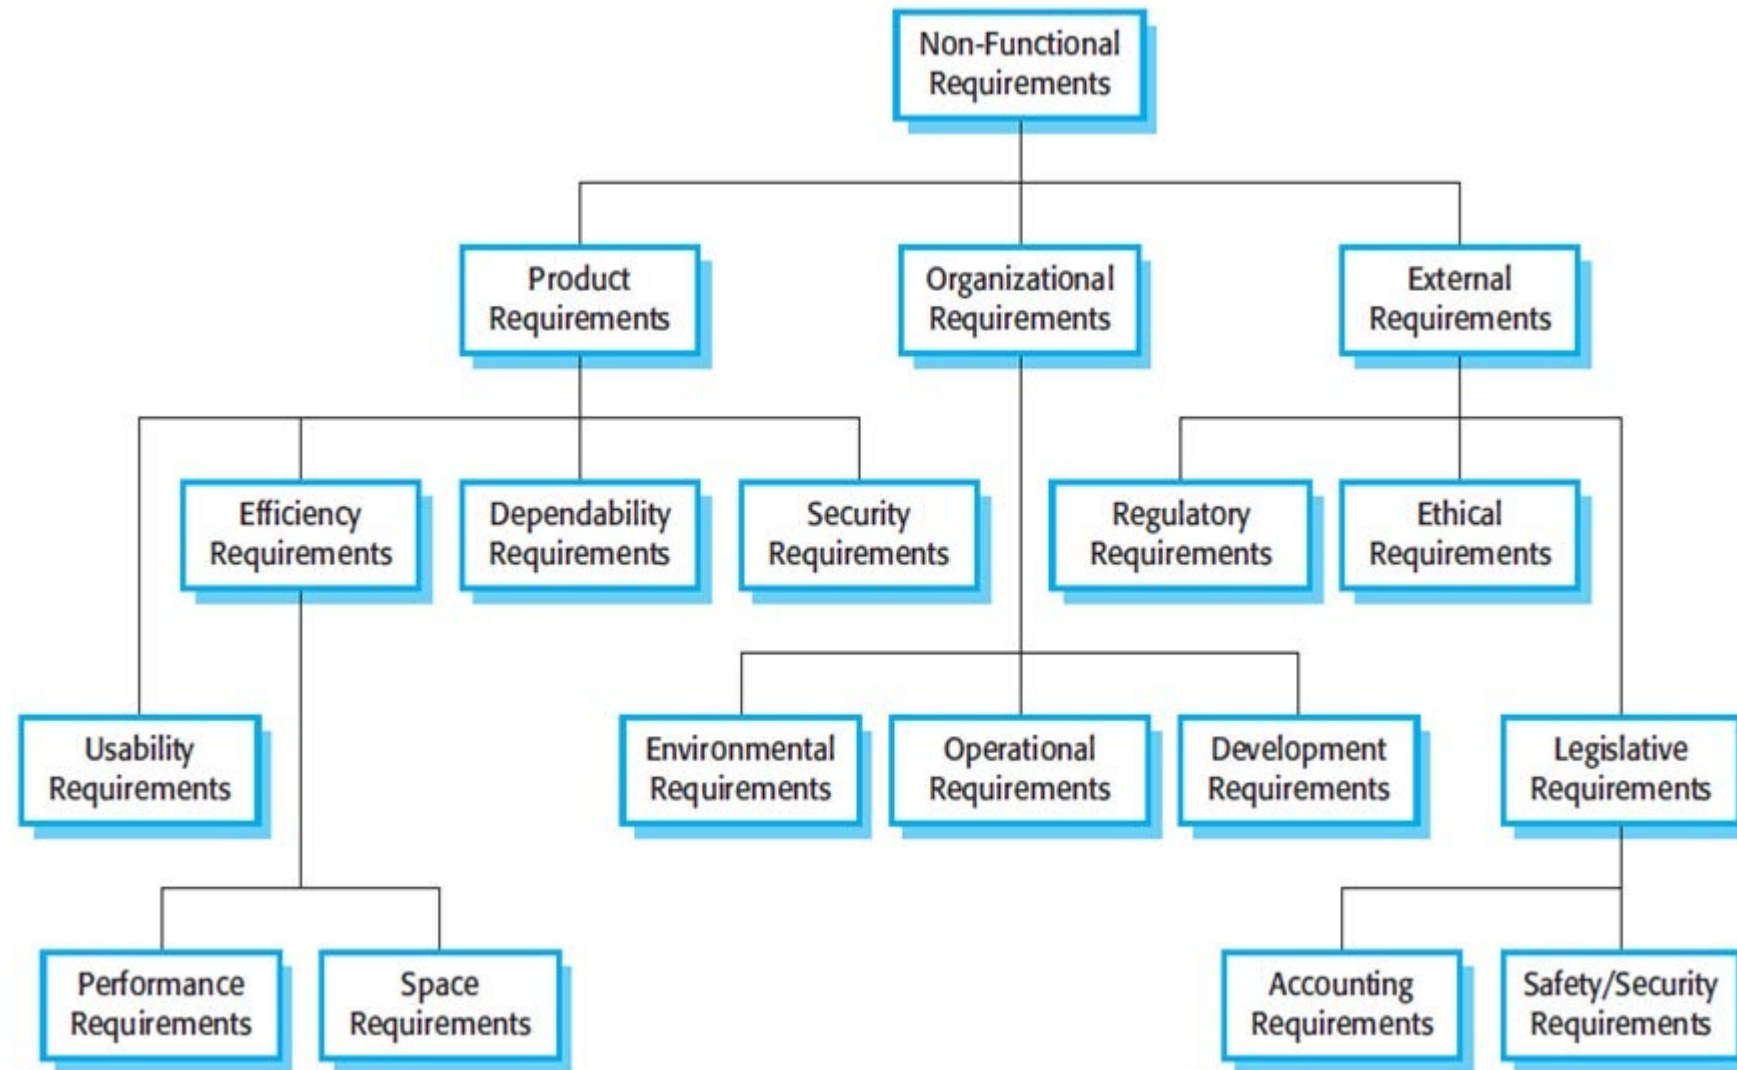 Non-Functional
Requirements
Product
Requirements
Organizational
Requirements
External
Requirements
Efficiency
Requirements
Dependability
Requirements
Security
Requirements
Regulatory
Requirements
Ethical
Requirements
Usability
Requirements
Environmental
Requirements
Operational
Requirements
Development
Requirements
Legislative
Requirements
Performance
Requirements
Space
Requirements
Accounting
Requirements
Safety/Security
Requirements